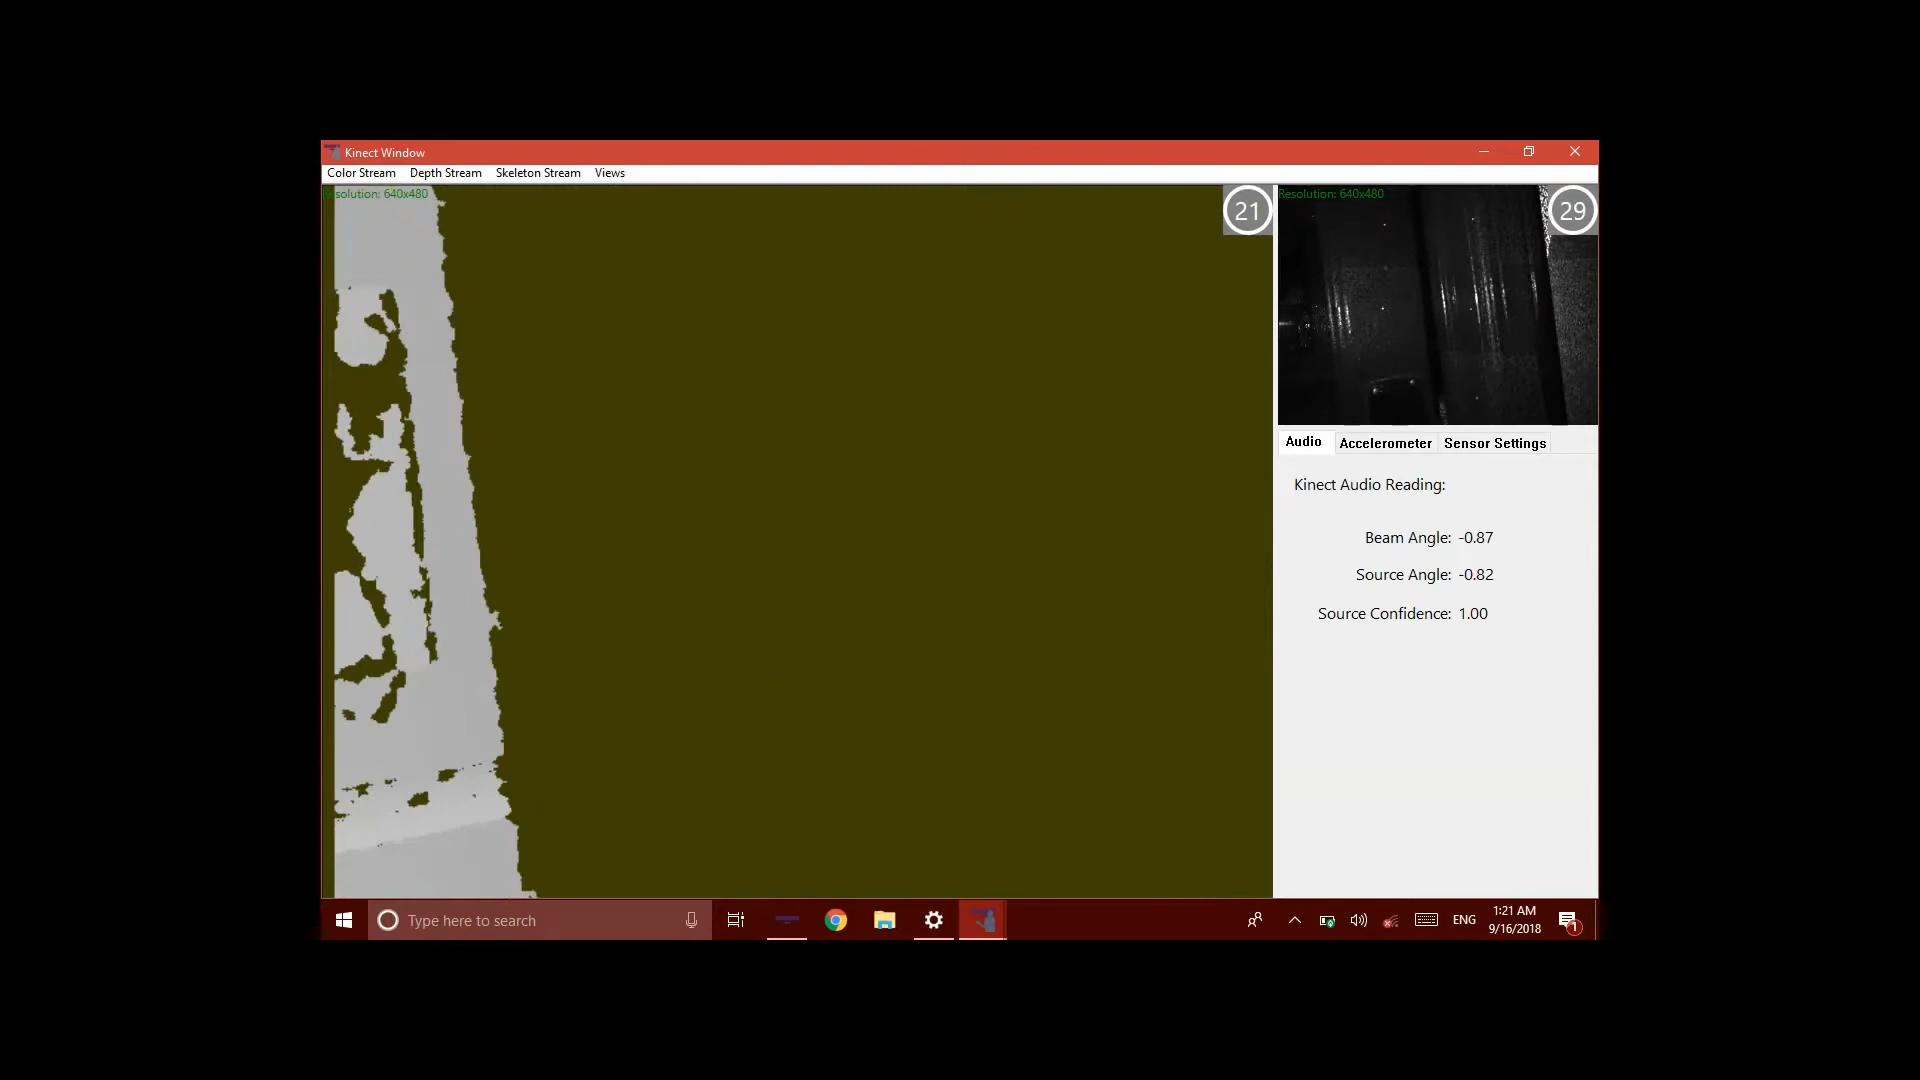 Kinect Window
Color Stream Depth Stream Skeleton Stream Views
Resolution: 640x480
21
Resolution: 640x480
29
Audio Accelerometer Sensor Settings
Kinect Audio Reading:
Beam Angle: -0.87
Source Angle: -0.82
Source Confidence: 1.00
Type here to search
ENG
1:21 AM
9/16/2018
1